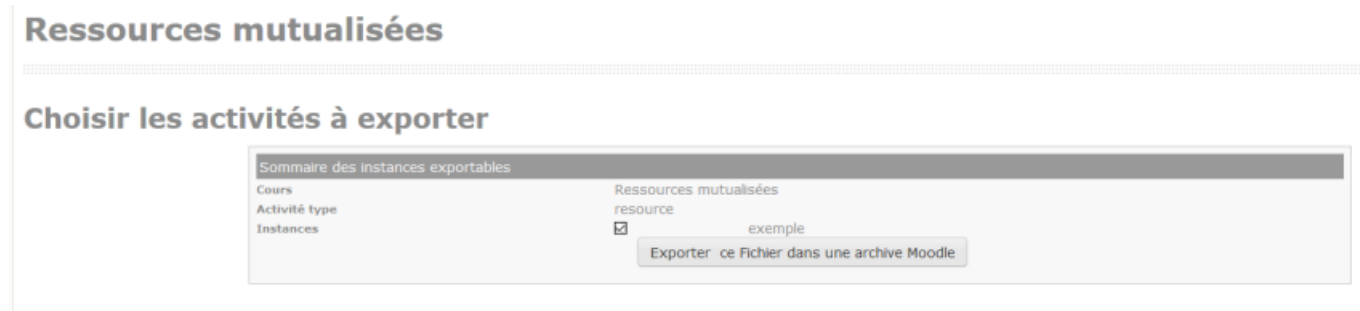 Ressources mutualisées
Choisir les activités à exporter
Sommaire des instances exportables
Cours Ressources mutualisées
Activité type resource
Instances exemple
Exporter ce Fichier dans une archive Moodle